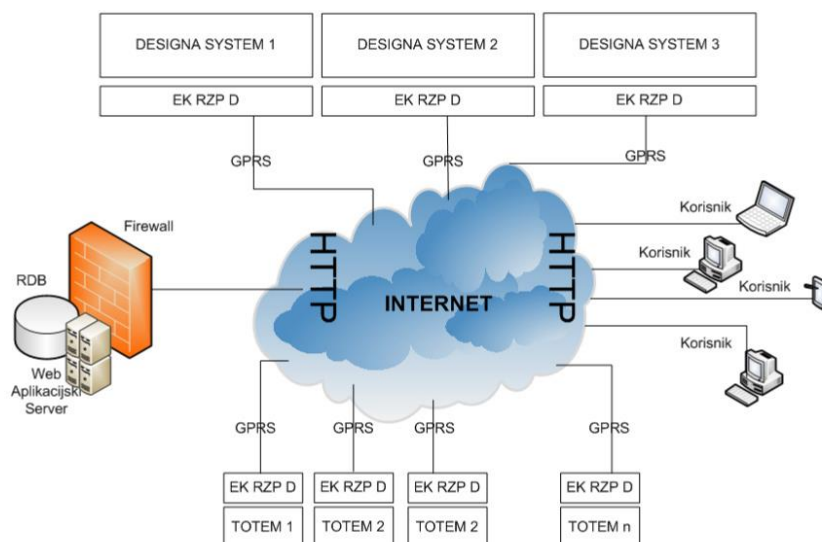 DESIGNA SYSTEM 1
DESIGNA SYSTEM 2
DESIGNA SYSTEM 3
EK RZP D
EK RZP D
EK RZP D
GPRS
GPRS
GPRS
Korisnik
Firewall
HTTP
HTTP
Korisnik
RDB
Korisnik
INTERNET
Korisnik
Web
Aplikacijski
Server
GPRS
GPRS
GPRS
GPRS
EK RZP D
EK RZP D
EK RZP D
EK RZP D
TOTEM 1
TOTEM 2
TOTEM 2
TOTEM n